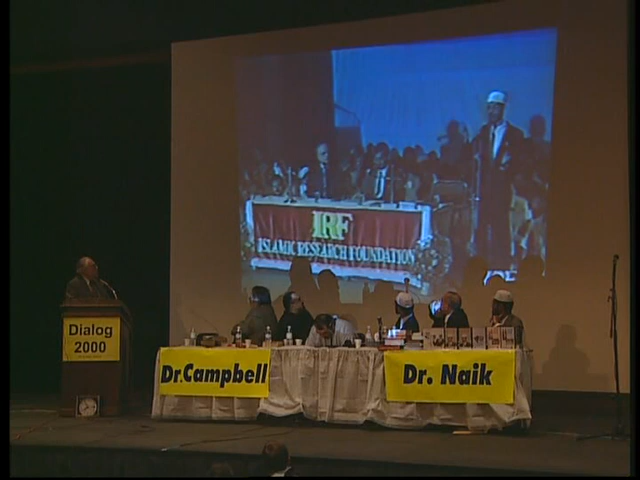 IRF
ISLAMIC RESEARCH FOUNDATION
Dialog
2000
Dr.Campbell
Dr. Naik